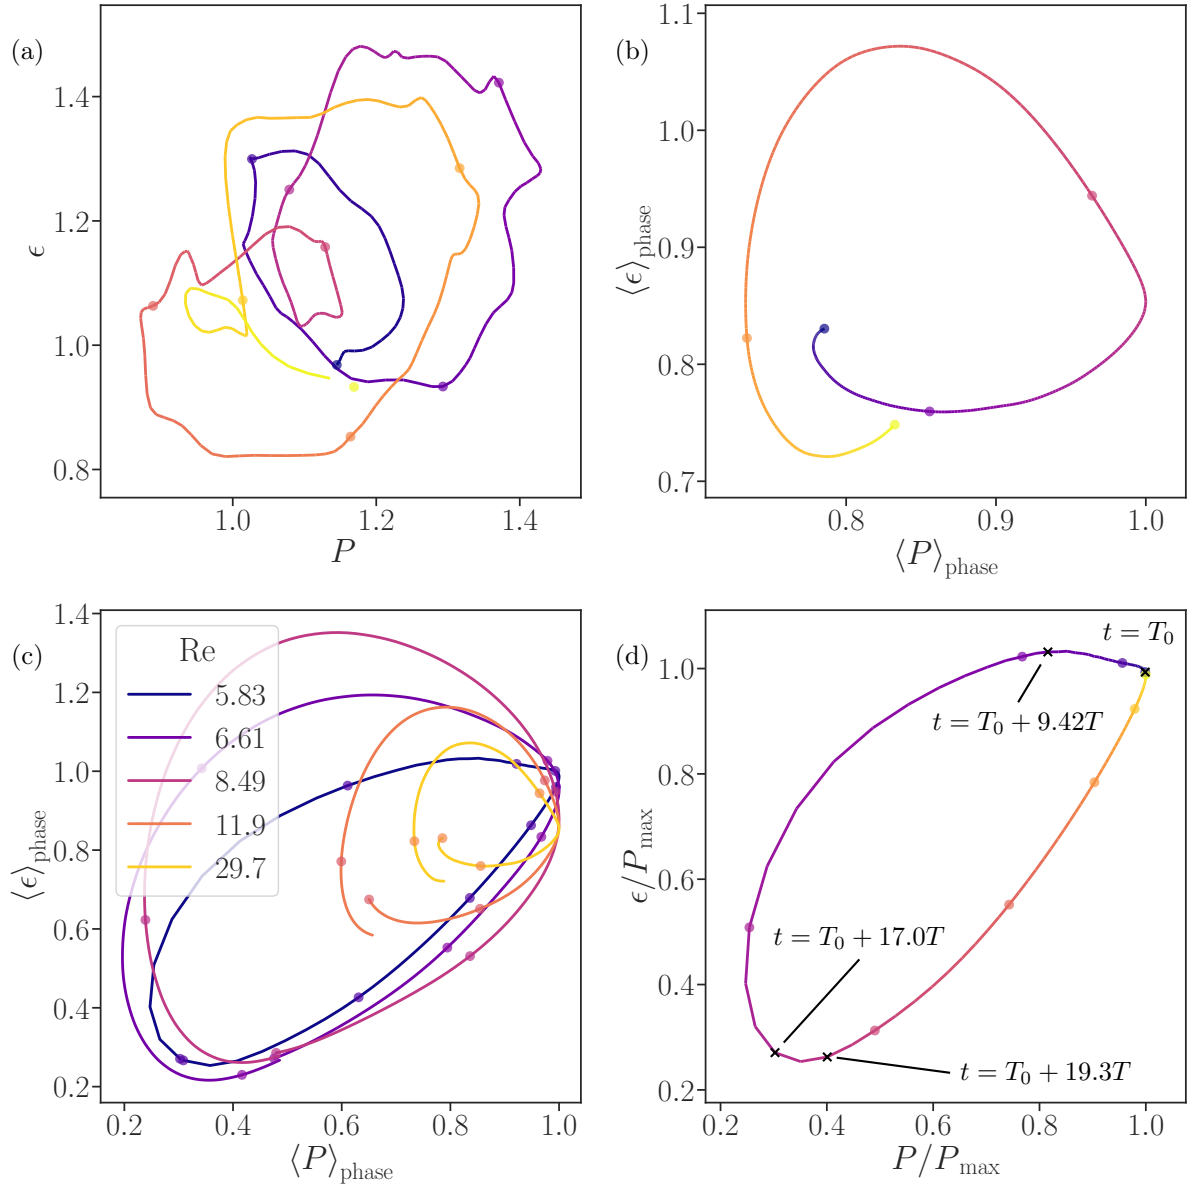 (a)
1.4
1.2
1.0
0.8
ϵ
1.0 1.2 1.4
P
(b)
1.1
1.0
0.9
0.8
0.7
⟨ϵ⟩phase
0.8 0.9 1.0
⟨P⟩phase
(c)
1.4
1.2
1.0
0.8
0.6
0.4
0.2
⟨ϵ⟩phase
Re
5.83
6.61
8.49
11.9
29.7
0.2 0.4 0.6 0.8 1.0
⟨P⟩phase
(d)
1.0
0.8
0.6
0.4
0.2
ϵ/Pmax
t = T0
t = T0 + 9.42T
t = T0 + 17.0T
t = T0 + 19.3T
0.2 0.4 0.6 0.8 1.0
P/Pmax